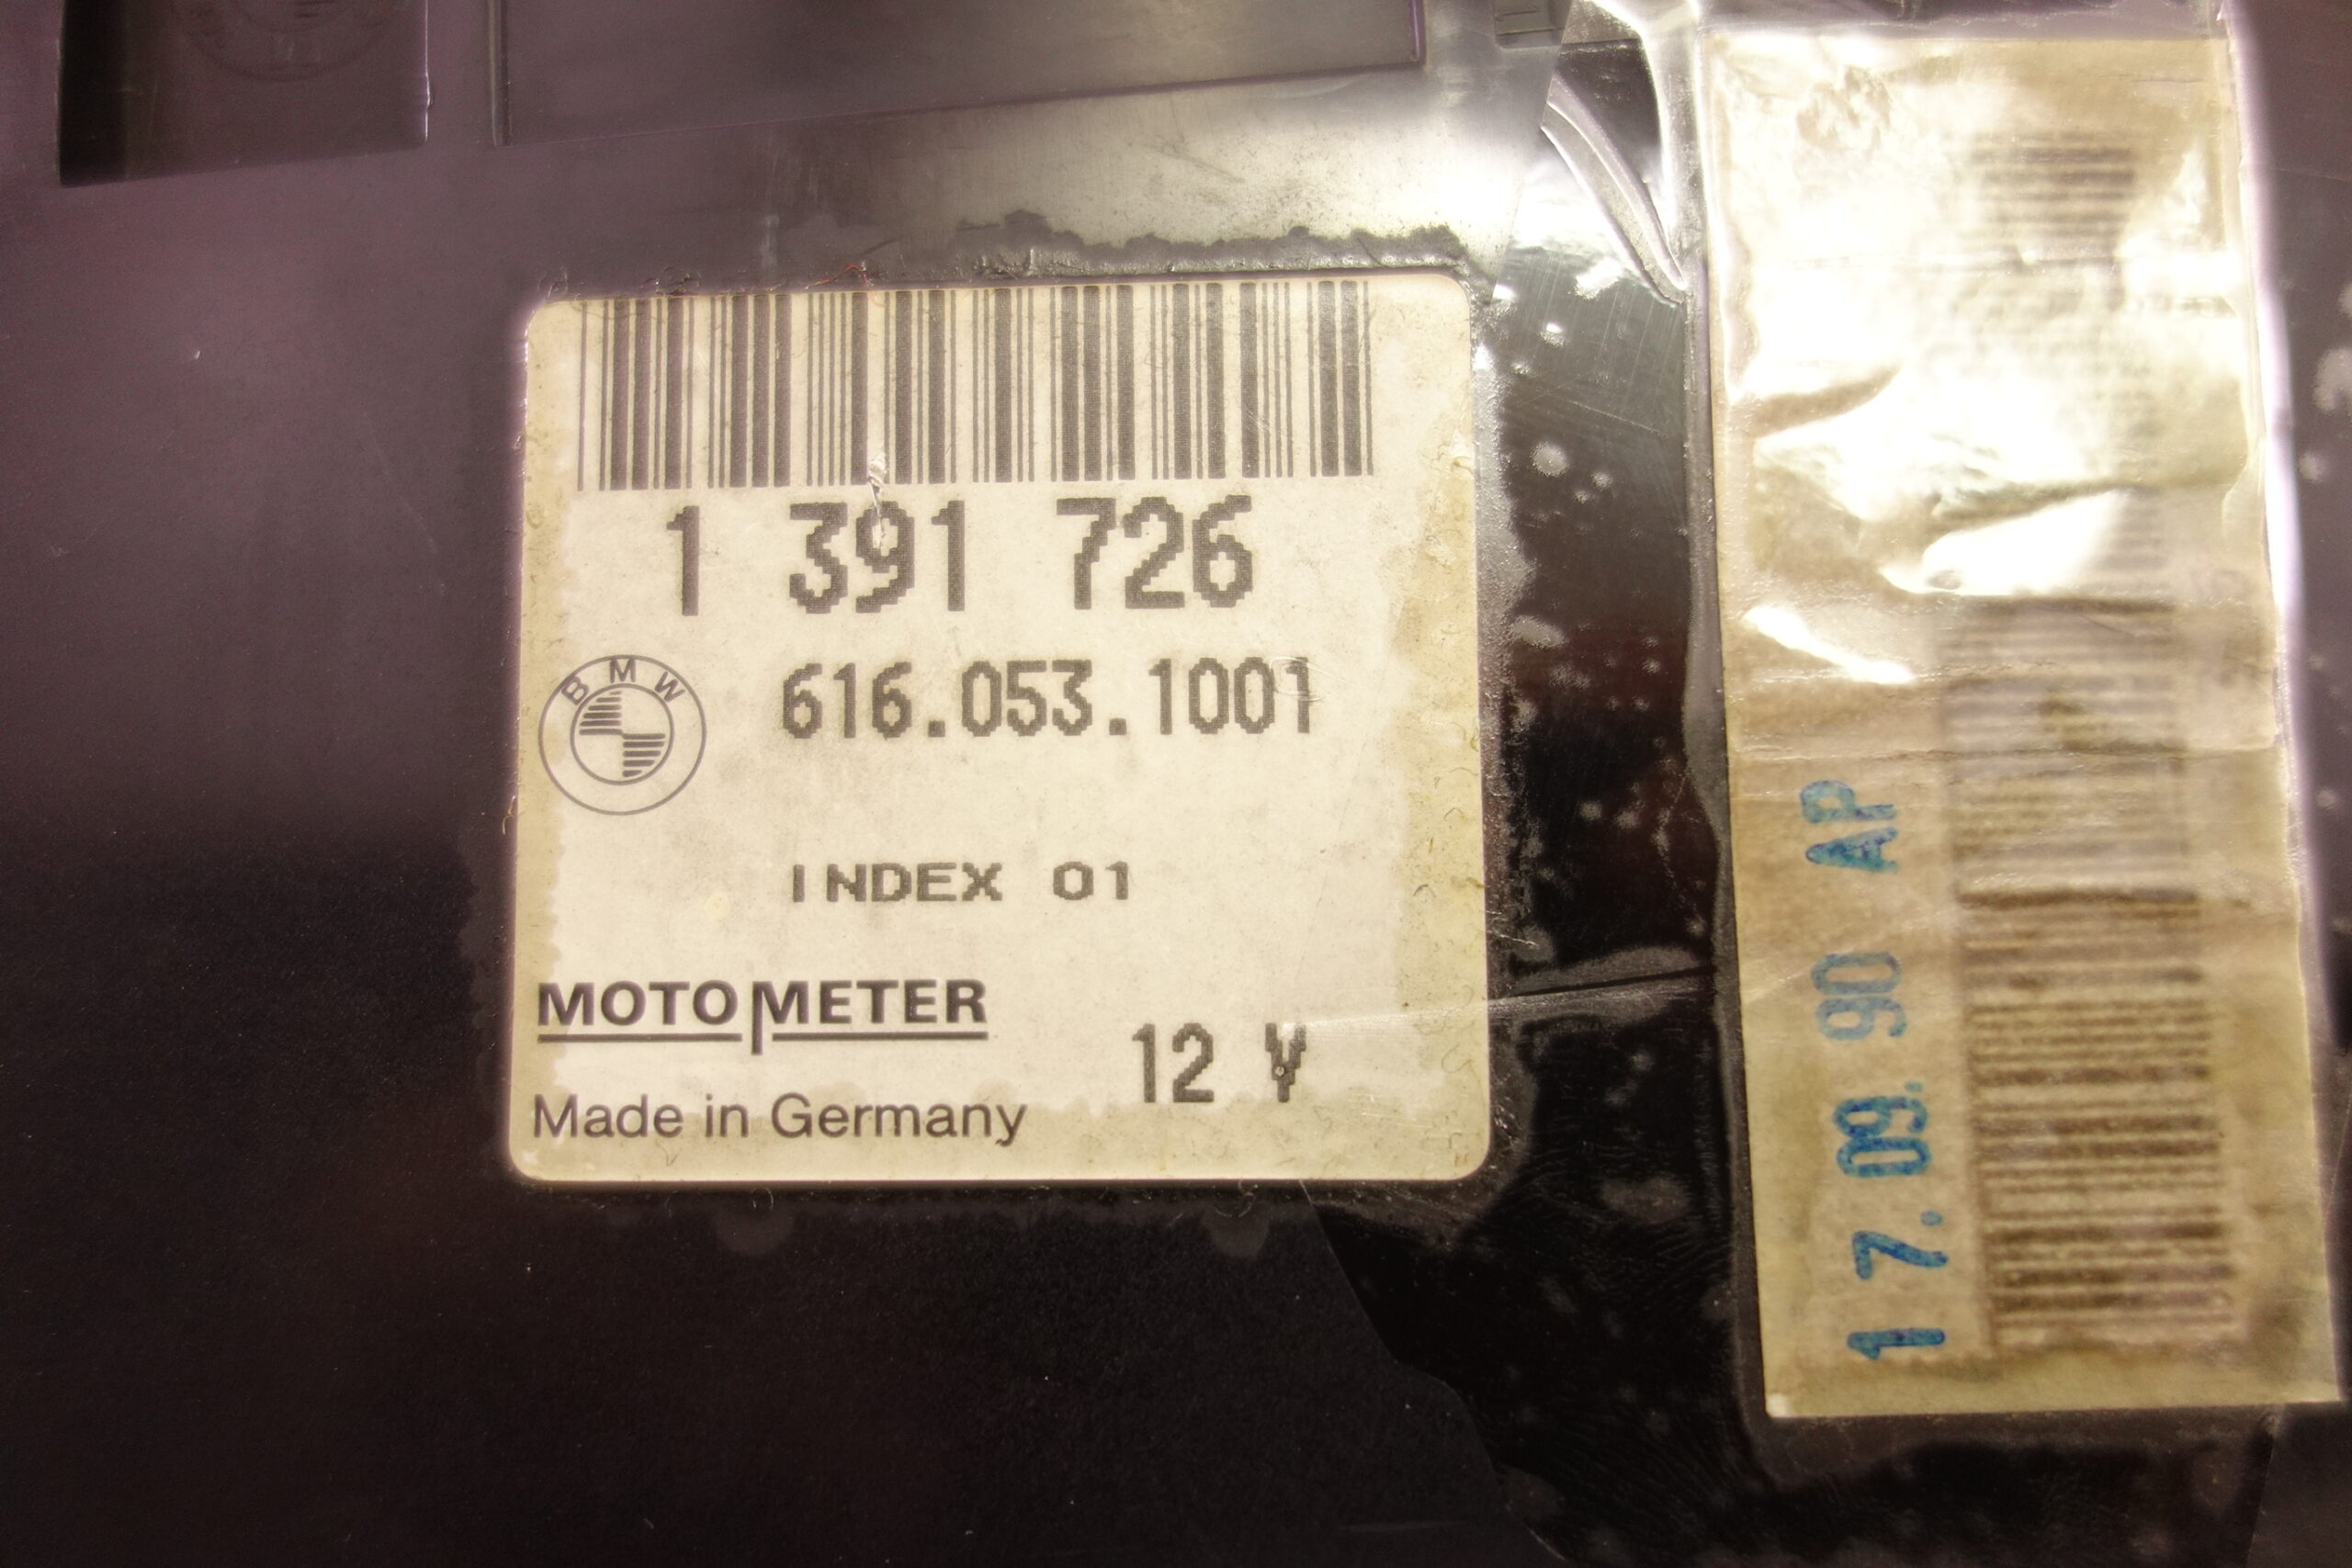 1 391 726
BMW
616.053.1001
INDEX 01
MOTOMETER
12 V
Made in Germany
17.09.90 AP